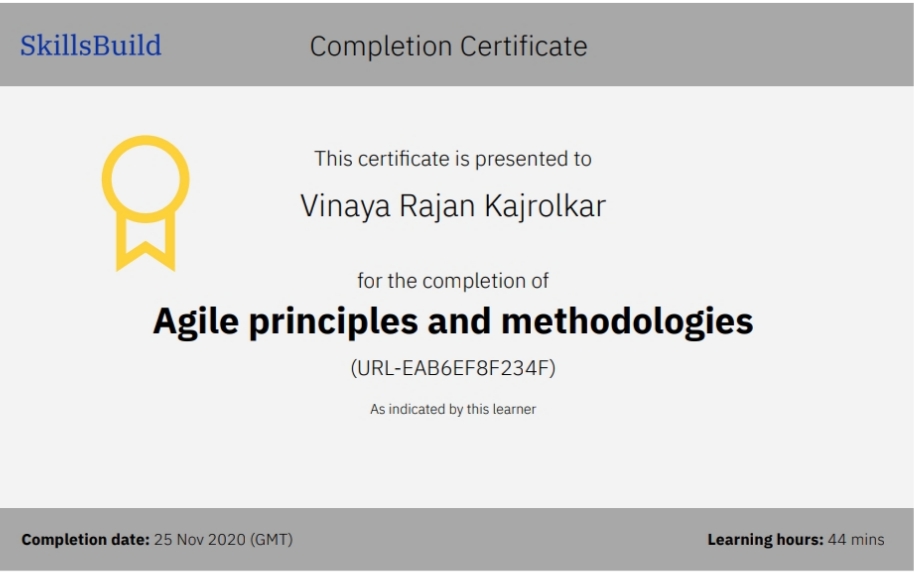 SkillsBuild
Completion Certificate
This certificate is presented to
Vinaya Rajan Kajrolkar
for the completion of
Agile principles and methodologies
(URL-EAB6EF8F234F)
As indicated by this learner
Completion date: 25 Nov 2020 (GMT)
Learning hours: 44 mins